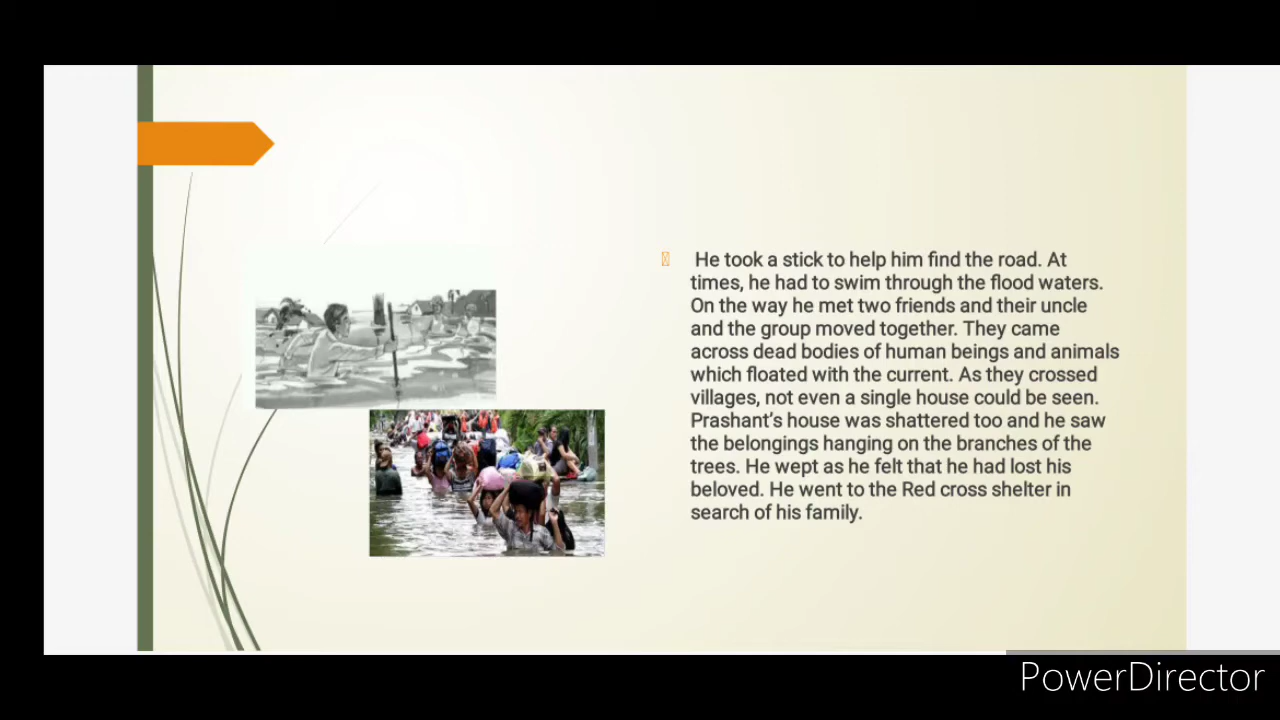 He took a stick to help him find the road. At
times, he had to swim through the flood waters.
On the way he met two friends and their uncle
and the group moved together. They came
across dead bodies of human beings and animals
which floated with the current. As they crossed
villages, not even a single house could be seen.
Prashant's house was shattered too and he saw
the belongings hanging on the branches of the
trees. He wept as he felt that he had lost his
beloved. He went to the Red cross shelter in
search of his family.
PowerDirector